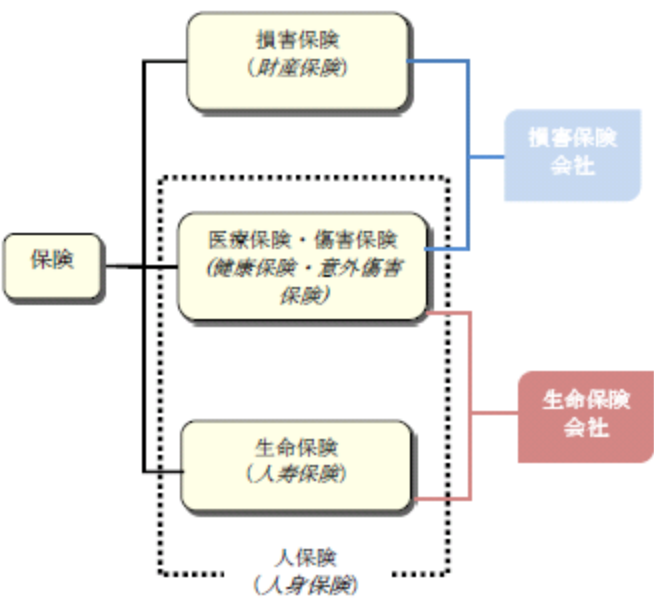 損害保険
（財産保険）
損害保険
会社
医療保険・傷害保険
（健康保険・意外傷害
保険）
保険
生命保険
会社
生命保険
（人寿保険）
人保険
（人身保険）